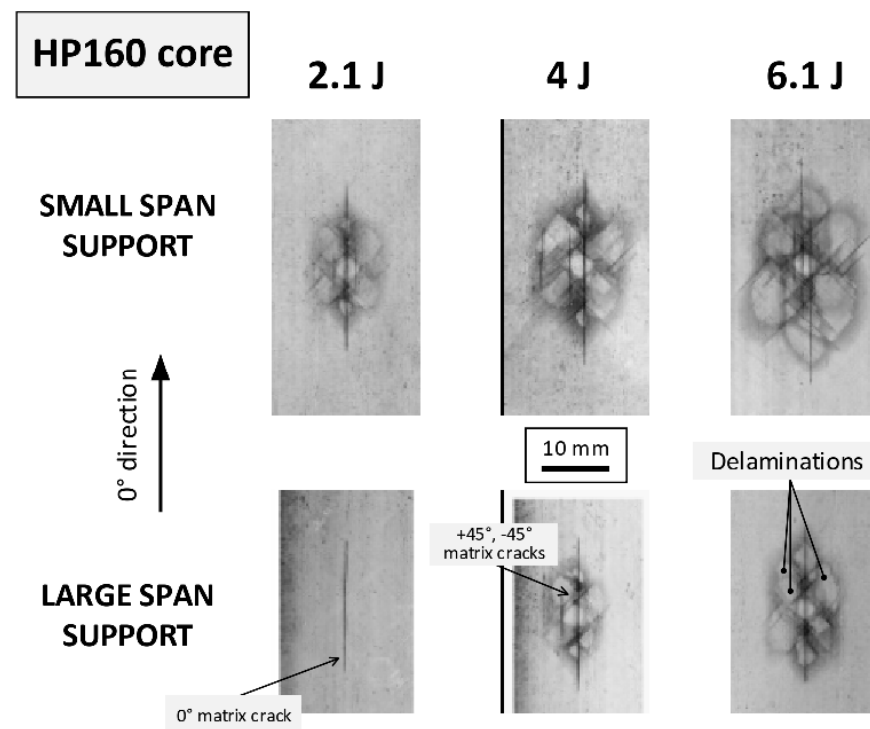 HP160 core
2.1 J
4 J
6.1 J
SMALL SPAN
SUPPORT
0° direction
10 mm
Delaminations
+45°, -45°
matrix cracks
LARGE SPAN
SUPPORT
0° matrix crack